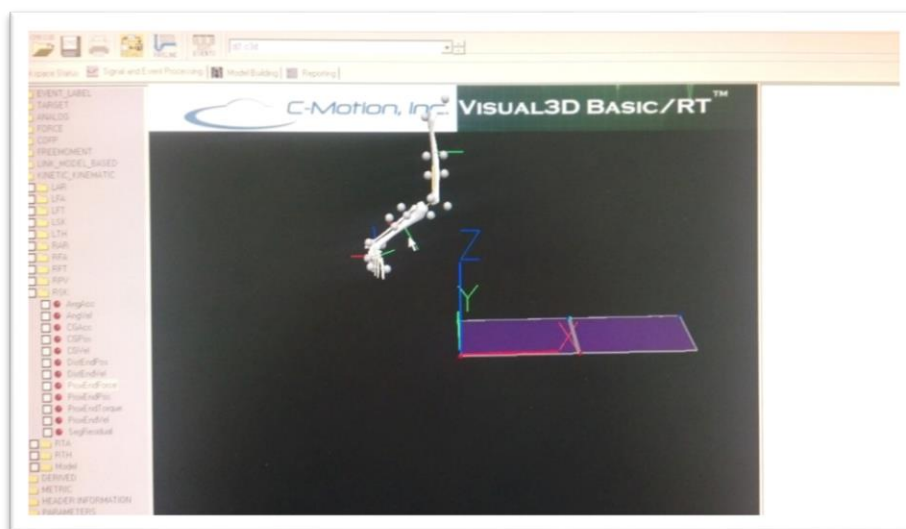 Signal and Event Processing Model Building Reporting
C-Motion, Inc. VISUAL3D BASIC/RT™
EVENT_LABEL
TARGET
ANALOG
FORCE
COFP
FREEMOMENT
LINK_MODEL_BASED
KINETIC_KINEMATIC
LAR
LFA
LFT
LSK
LTH
RAR
RFA
RFT
RPV
RSK
AngAcc
AngVel
CGAcc
CGPos
CGVel
DistEndPos
DistEndVel
ProxEndForce
ProxEndPos
ProxEndTorque
ProxEndVel
SegResidual
RTA
RTH
Model
DERIVED
METRIC
HEADER INFORMATION
PARAMETERS
Z
Y
X